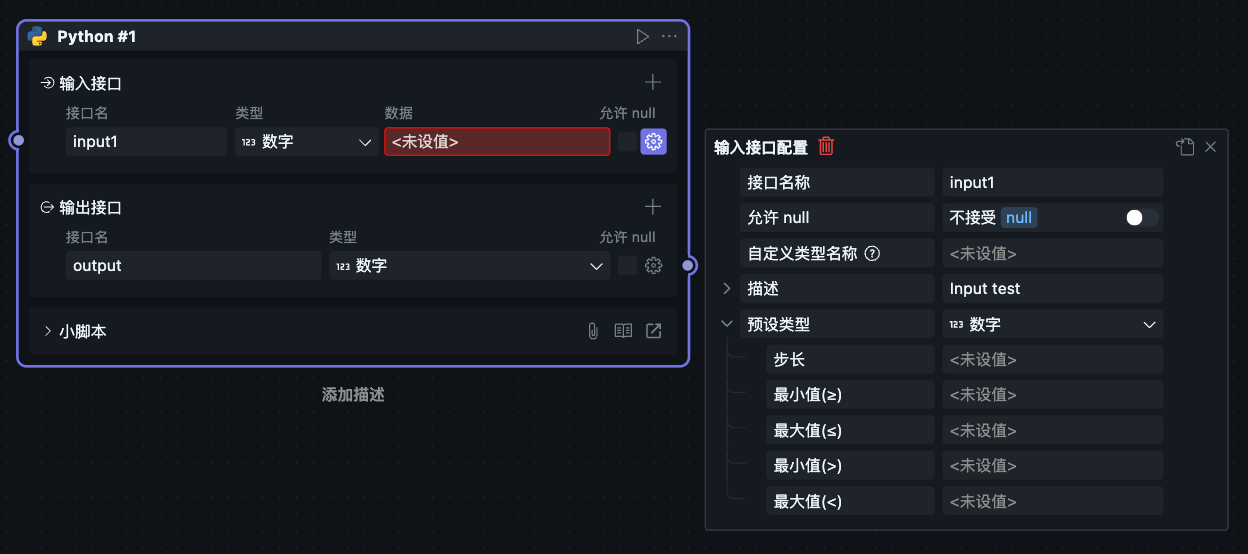 Python #1
输入接口
接口名 类型 数据 允许 null
input1 123 数字 <未设值>
输出接口
接口名 类型 允许 null
output 123 数字
小脚本
添加描述
输入接口配置
接口名称 input1
允许 null 不接受 null
自定义类型名称 ? <未设值>
描述 Input test
预设类型 123 数字
步长 <未设值>
最小值(≥) <未设值>
最大值(≤) <未设值>
最小值(>) <未设值>
最大值(<) <未设值>